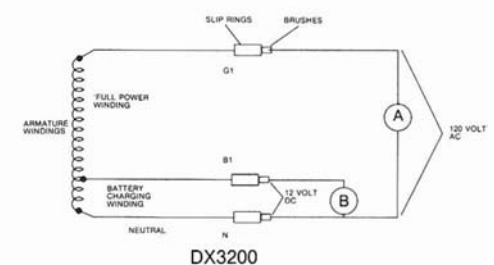 SLIP RINGS
BRUSHES
G1
'FULL POWER
WINDING
ARMATURE
WINDINGS
A
120 VOLT
AC
B1
BATTERY
CHARGING
WINDING
12 VOLT
DC
B
NEUTRAL
N
DX3200